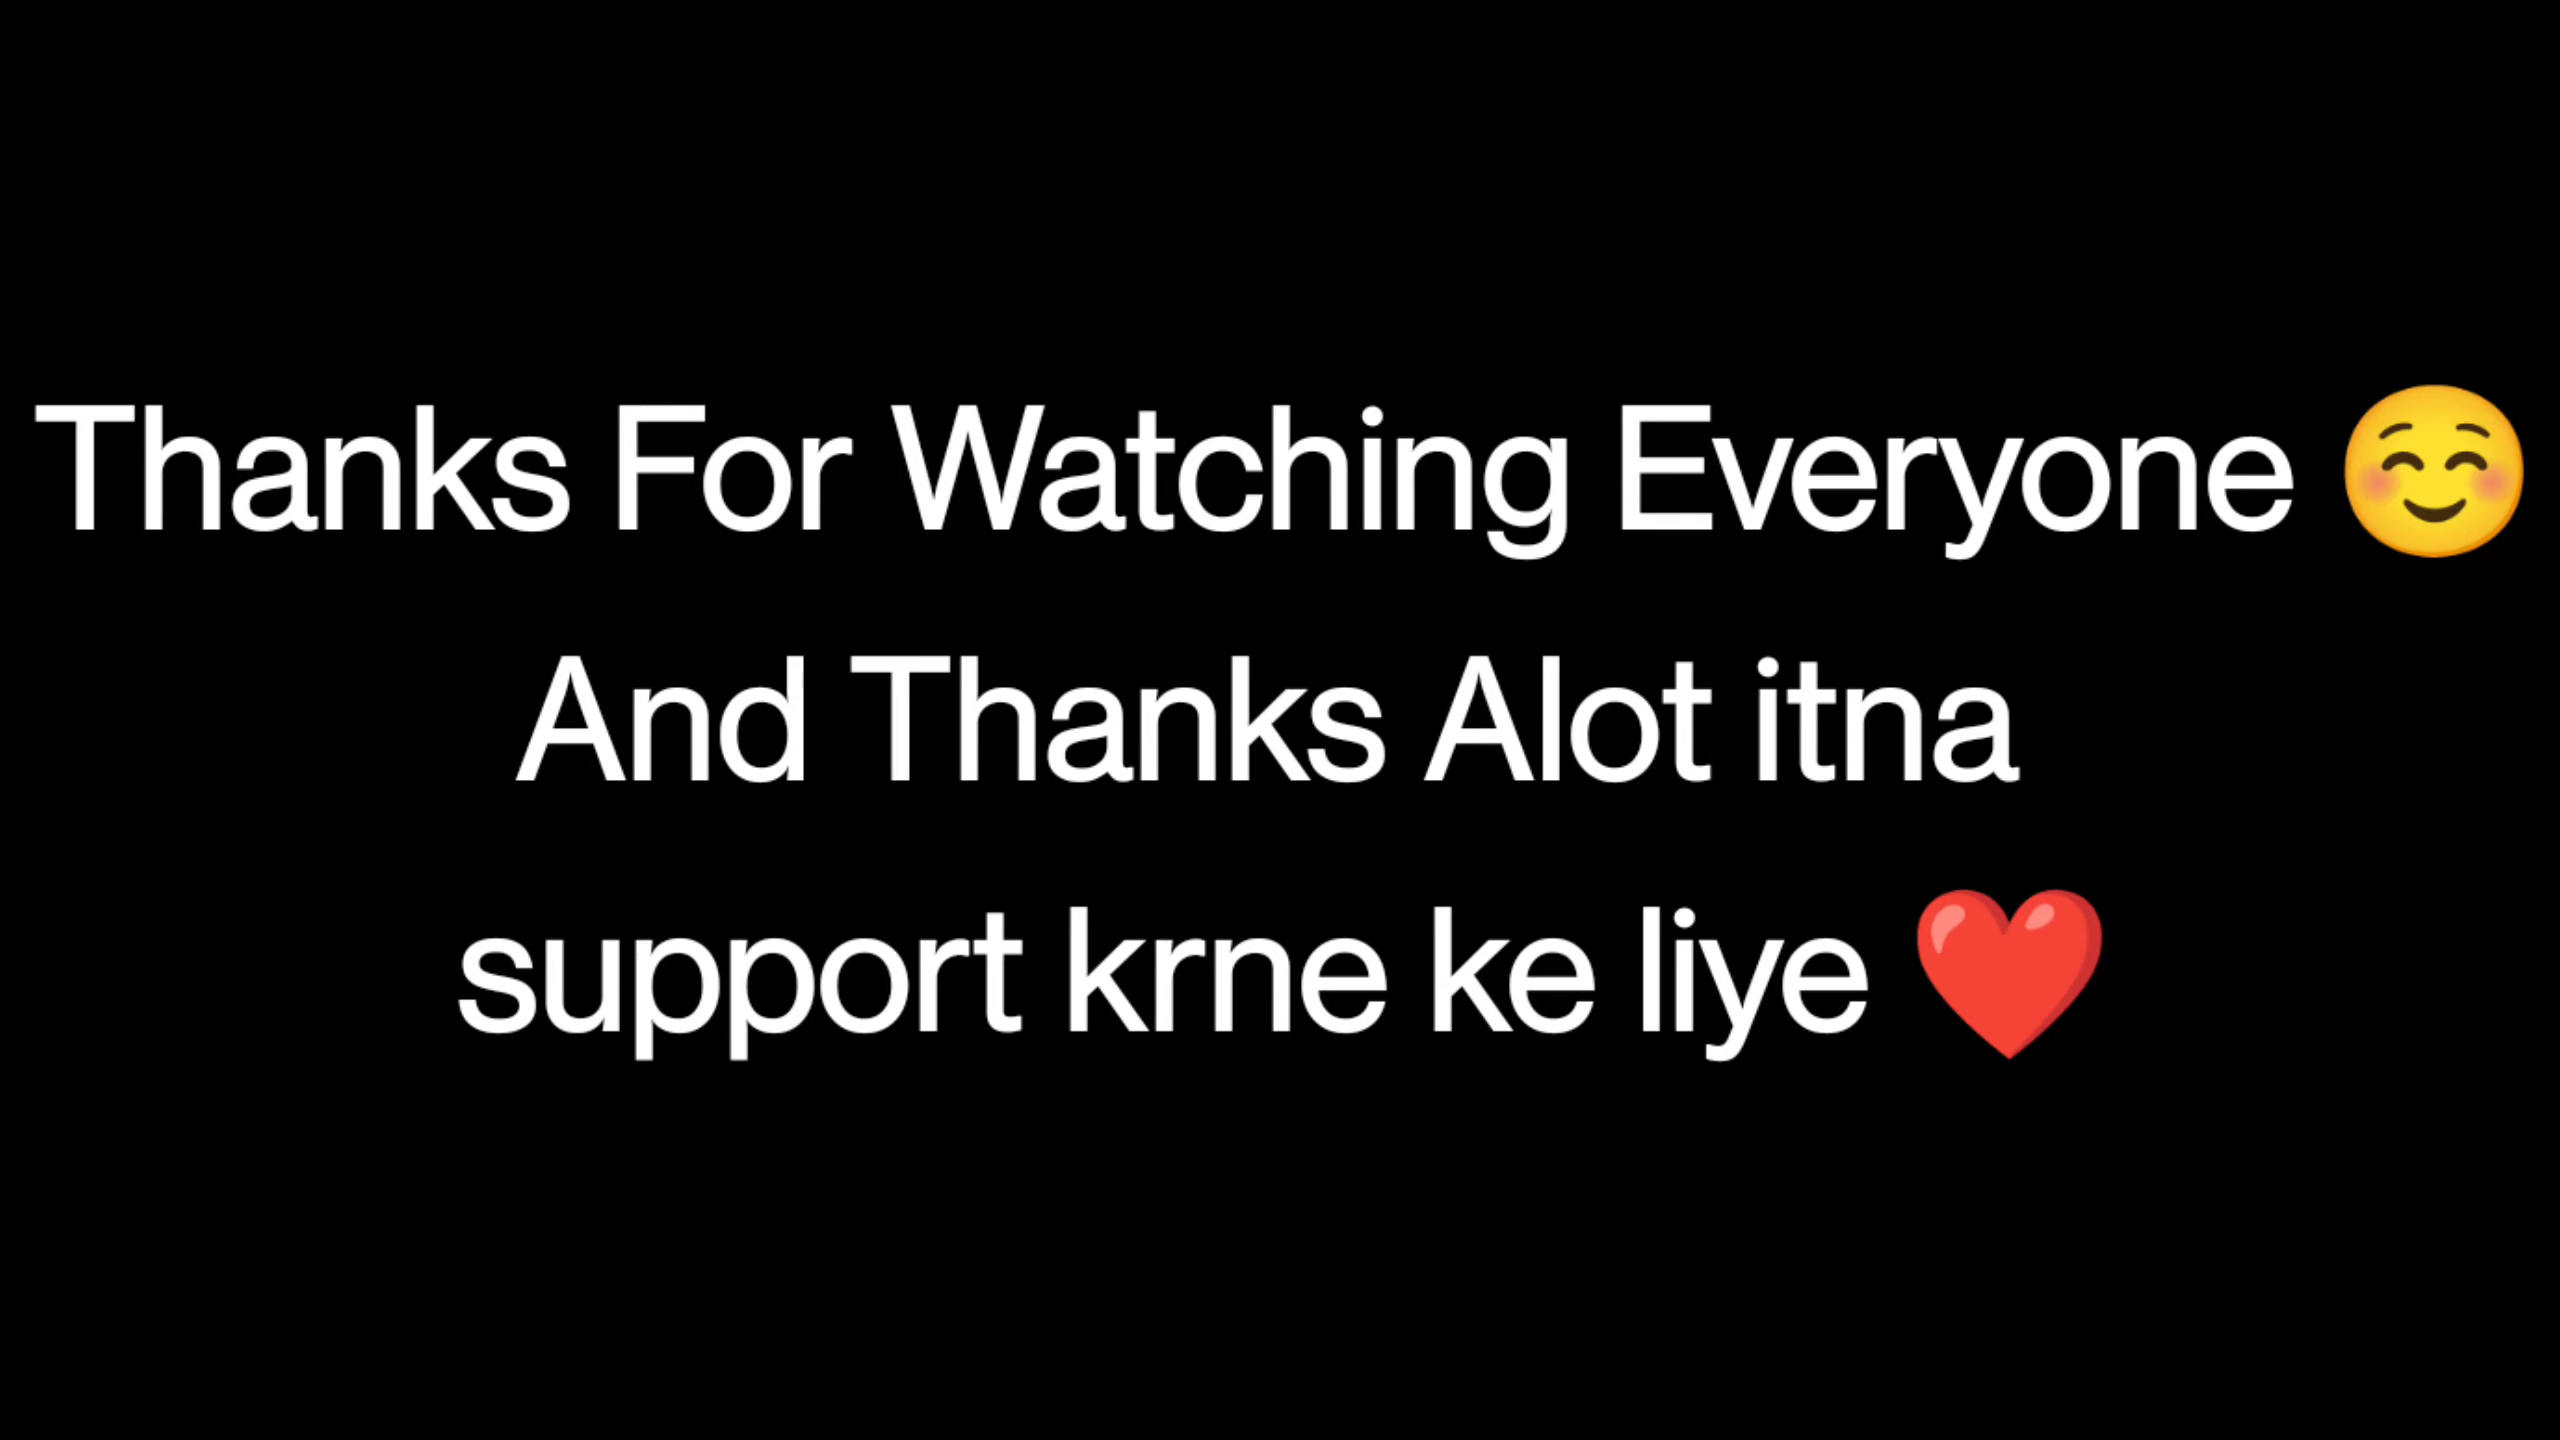 Thanks For Watching Everyone ☺️
And Thanks Alot itna
support krne ke liye ❤️